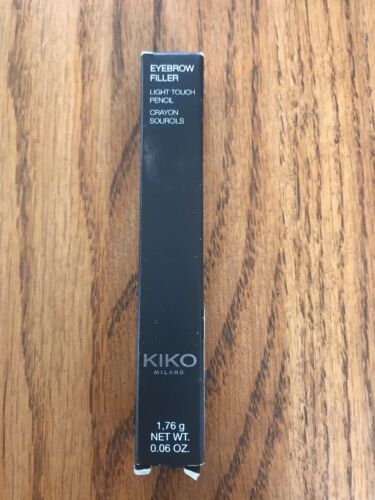 EYEBROW
FILLER
LIGHT TOUCH
PENCIL
CRAYON
SOURCILS
KIKO
MILANO
1,76 g
NET WT.
0.06 OZ.